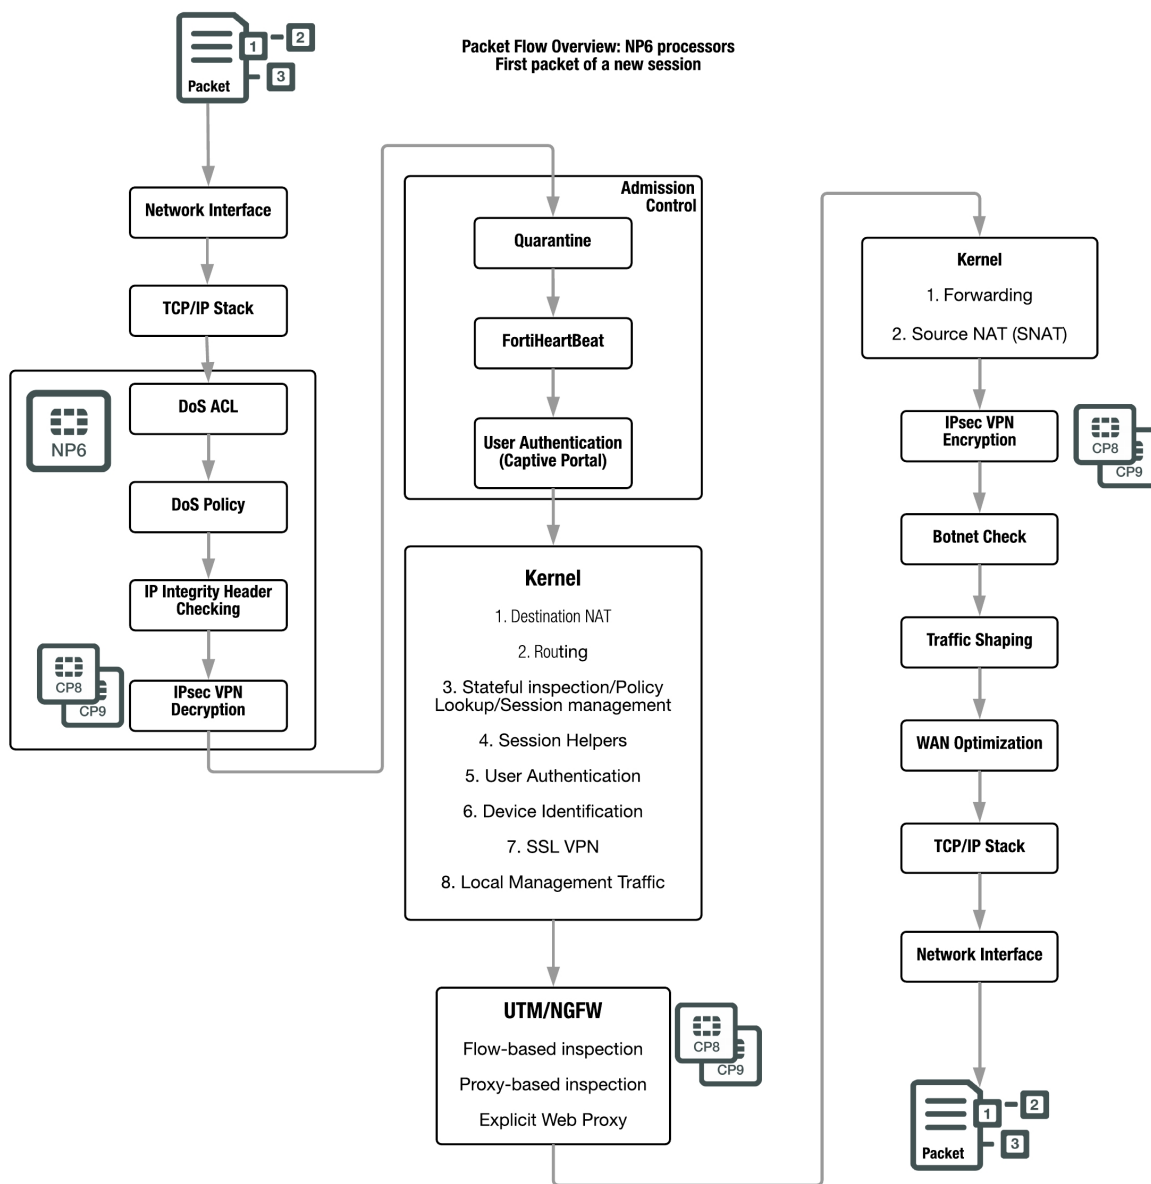 Packet Flow Overview: NP6 processors
First packet of a new session
1
2
3
Packet
Network Interface
TCP/IP Stack
NP6
DoS ACL
DoS Policy
IP Integrity Header
Checking
CP8
CP9
IPsec VPN
Decryption
Admission
Control
Quarantine
FortiHeartBeat
User Authentication
(Captive Portal)
Kernel
1. Destination NAT
2. Routing
3. Stateful inspection/Policy
Lookup/Session management
4. Session Helpers
5. User Authentication
6. Device Identification
7. SSL VPN
8. Local Management Traffic
UTM/NGFW
Flow-based inspection
Proxy-based inspection
Explicit Web Proxy
CP8
CP9
Kernel
1. Forwarding
2. Source NAT (SNAT)
IPsec VPN
Encryption
CP8
CP9
Botnet Check
Traffic Shaping
WAN Optimization
TCP/IP Stack
Network Interface
1
2
3
Packet